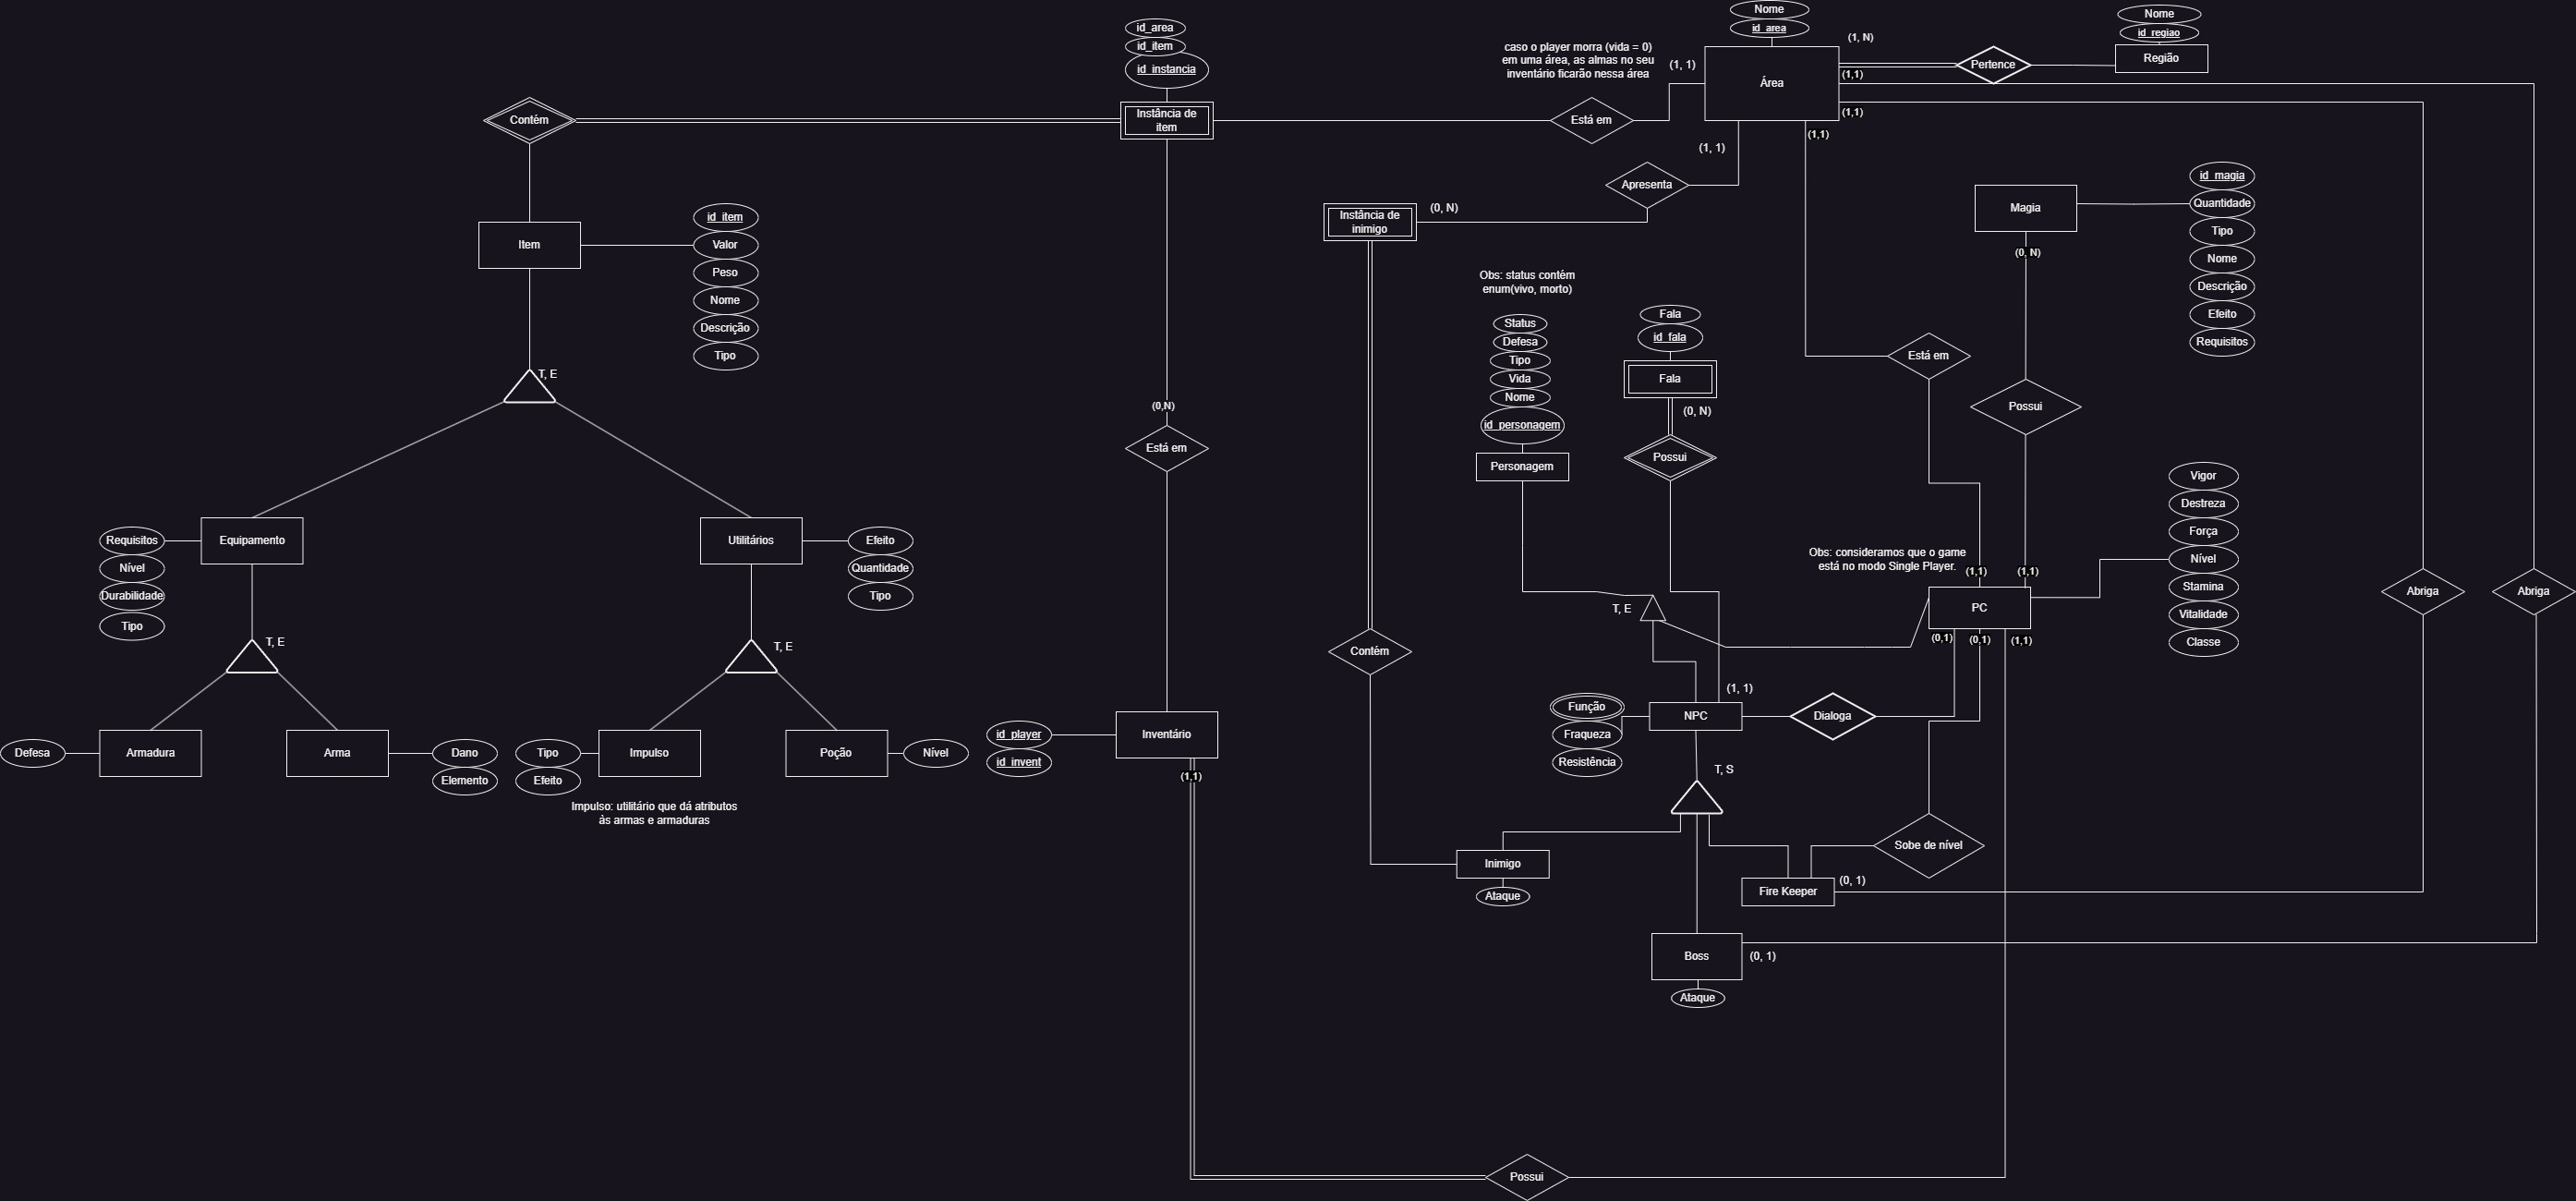 Nome
id_area
Nome
id_regiao
Região
(1, N)
Pertence
id_area
id_item
id_instancia
Instância de
item
caso o player morra (vida = 0)
em uma área, as almas no seu
inventário ficarão nessa área
(1, 1)
Área
(1,1)
(1,1)
(1,1)
(1, 1)
Contém
Está em
Apresenta
Instância de
inimigo
(0, N)
Magia
id_magia
Quantidade
Tipo
Nome
Descrição
Efeito
Requisitos
(0, N)
Item
id_item
Valor
Peso
Nome
Descrição
Tipo
T, E
Obs: status contém
enum(vivo, morto)
Status
Defesa
Tipo
Vida
Nome
id_personagem
Personagem
Fala
id_fala
Fala
(0, N)
Possui
Está em
Possui
(0,N)
Está em
Requisitos
Nível
Durabilidade
Tipo
Equipamento
Utilitários
Efeito
Quantidade
Tipo
Vigor
Destreza
Força
Nível
Stamina
Vitalidade
Classe
Obs: consideramos que o game
está no modo Single Player.
(1,1)
(1,1)
PC
(0,1)
(0,1)
(1,1)
Abriga
Abriga
T, E
T, E
T, E
Contém
(1, 1)
Função
Fraqueza
Resistência
NPC
Dialoga
Defesa
Armadura
Arma
Dano
Elemento
Tipo
Efeito
Impulso
Poção
Nível
Impulso: utilitário que dá atributos
às armas e armaduras
id_player
id_invent
Inventário
(1,1)
T, S
Inimigo
Ataque
Sobe de nível
Fire Keeper
(0, 1)
Boss
(0, 1)
Ataque
Possui